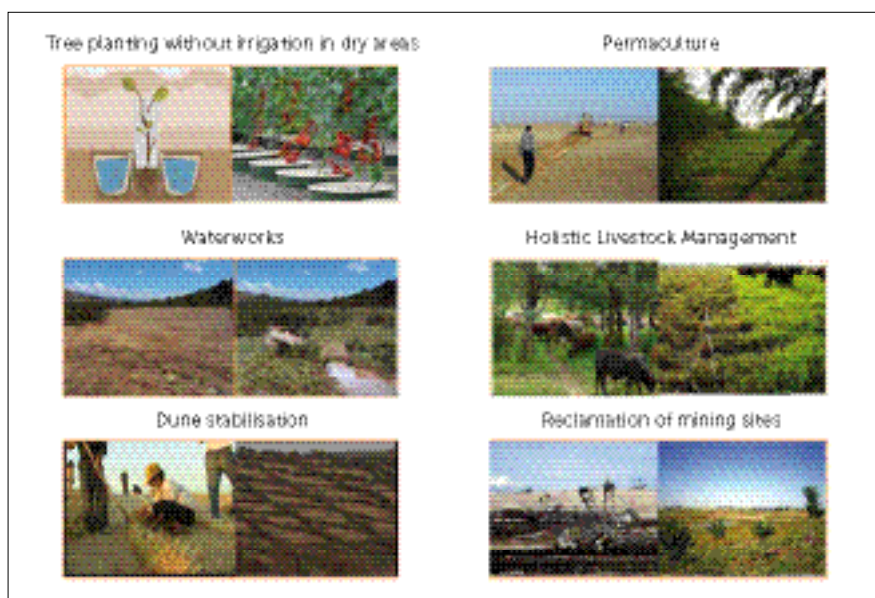 Tree planting without irrigation in dry areas
Permaculture
Waterworks
Holistic Livestock Management
Dune stabilisation
Reclamation of mining sites